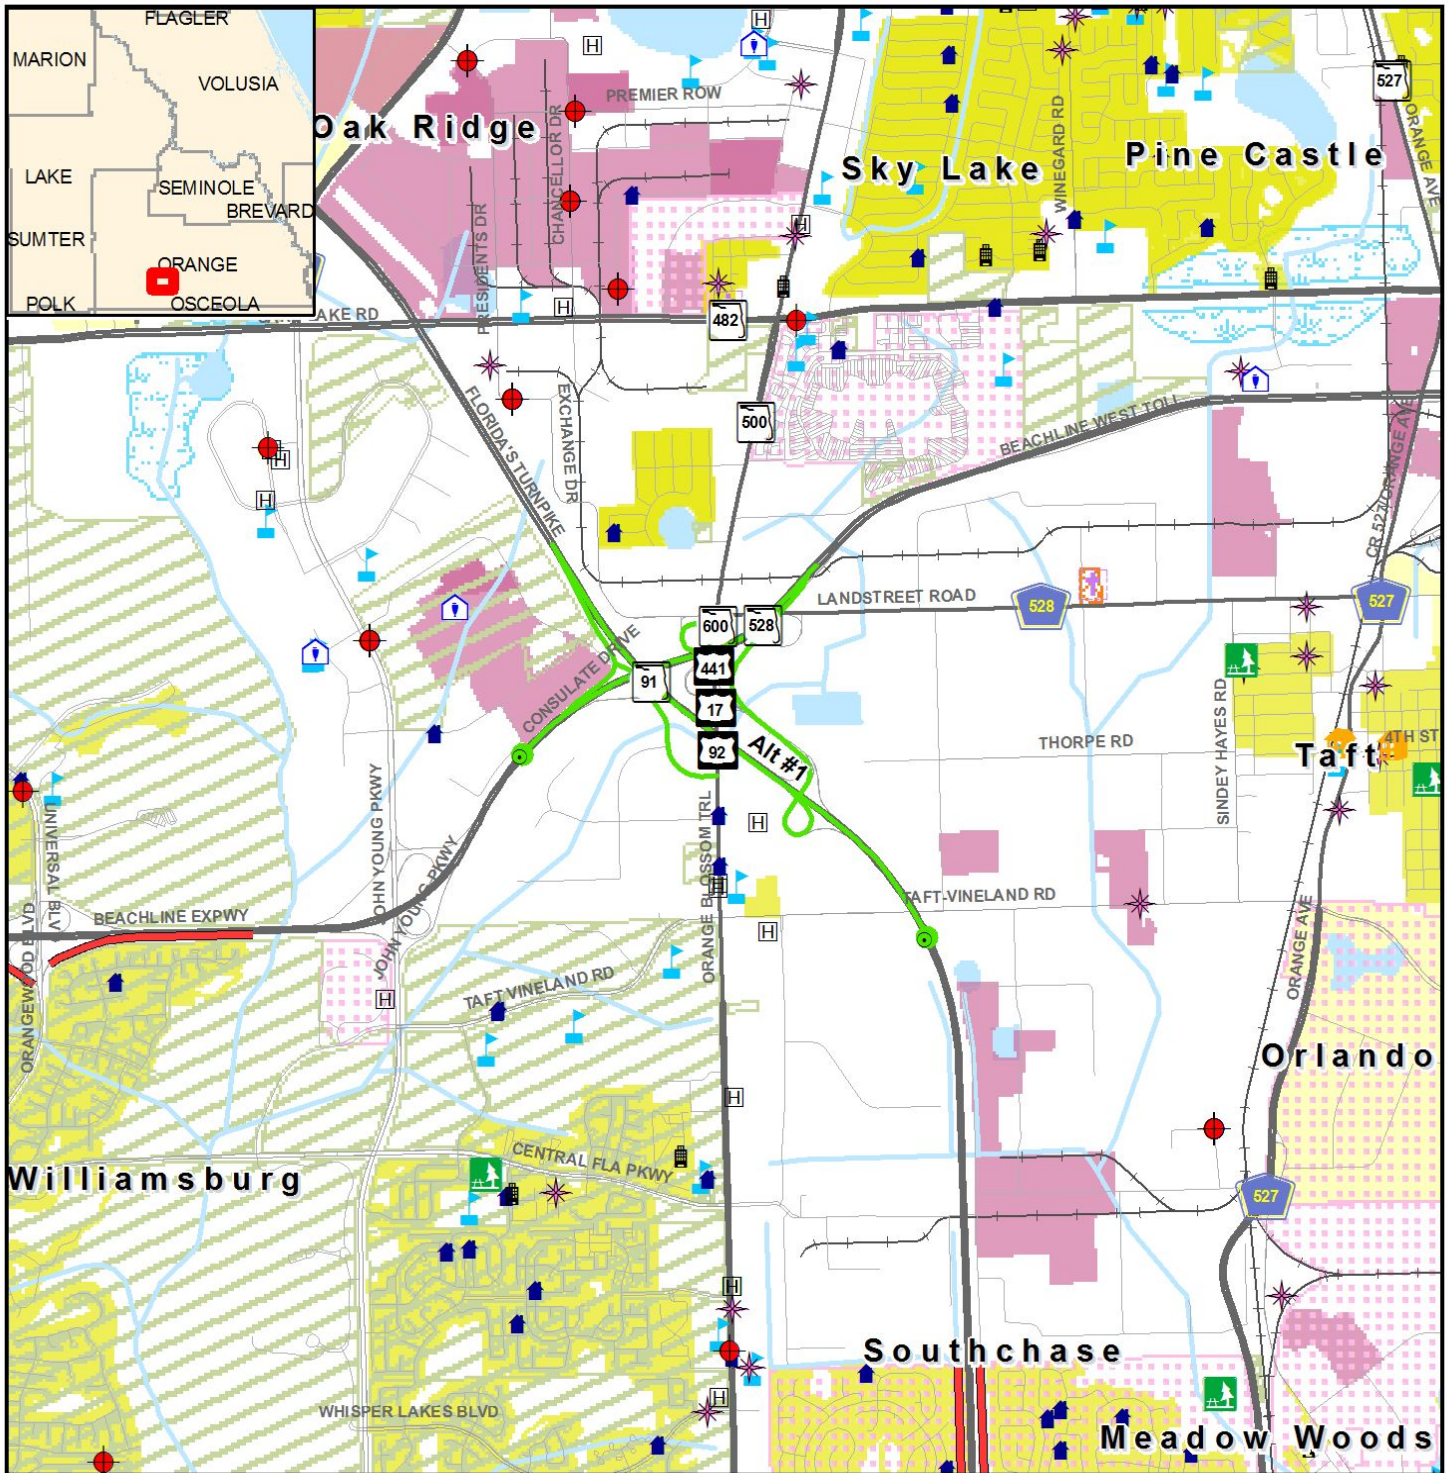 FLAGLER
MARION
VOLUSIA
LAKE
SEMINOLE
BREVARD
SUMTER
ORANGE
POLK
OSCEOLA
527
ORANGE AVE
PREMIER ROW
Oak Ridge
CHANCELLOR DR
WINEGARD RD
Pine Castle
Sky Lake
H
H
H
PRESIDENTS DR
H
LAKE RD
482
FLORIDA'S TURNPIKE
EXCHANGE DR
500
BEACHLINE WEST TOLL
CR 527/ORANGE AVE
H
H
LANDSTREET ROAD
528
527
600
528
441
91
17
92
CONSULATE DRIVE
Alt #1
THORPE RD
SINDEY HAYES RD
4TH ST
Taft
JOHN YOUNG PKWY
UNIVERSAL BLV
ORANGE BLOSSOM TRL
H
H
TAFT-VINELAND RD
H
BEACHLINE EXPWY
JOHN YOUNG PKWY
ORANGEWOOD BLVD
ORANGE AVE
TAFT VINELAND RD
H
Orlando
H
CENTRAL FLA PKWY
Williamsburg
527
H
Southchase
H
WHISPER LAKES BLVD
Meadow Woods